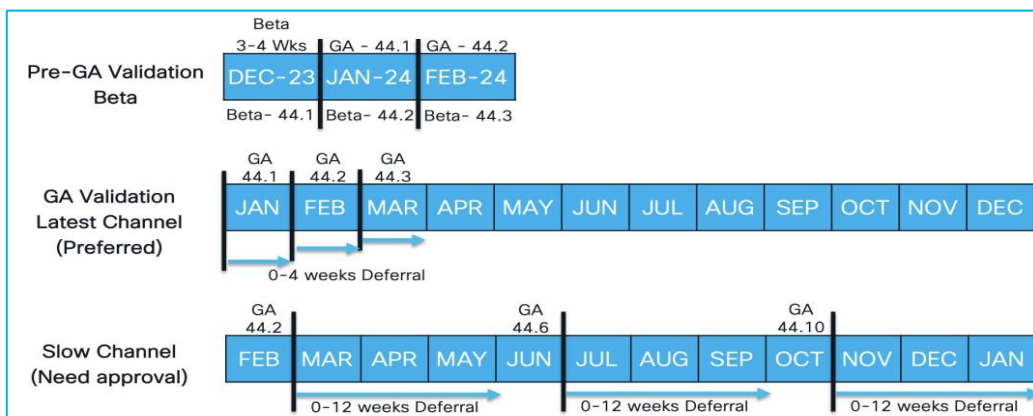 Beta
3-4 Wks GA - 44.1 GA - 44.2
Pre-GA Validation
Beta
DEC-23 JAN-24 FEB-24
Beta- 44.1 Beta- 44.2 Beta- 44.3
GA GA GA
44.1 44.2 44.3
GA Validation
Latest Channel
(Preferred)
JAN FEB MAR APR MAY JUN JUL AUG SEP OCT NOV DEC
0-4 weeks Deferral
GA GA GA
44.2 44.6 44.10
Slow Channel
(Need approval)
FEB MAR APR MAY JUN JUL AUG SEP OCT NOV DEC JAN
0-12 weeks Deferral 0-12 weeks Deferral 0-12 weeks Deferral